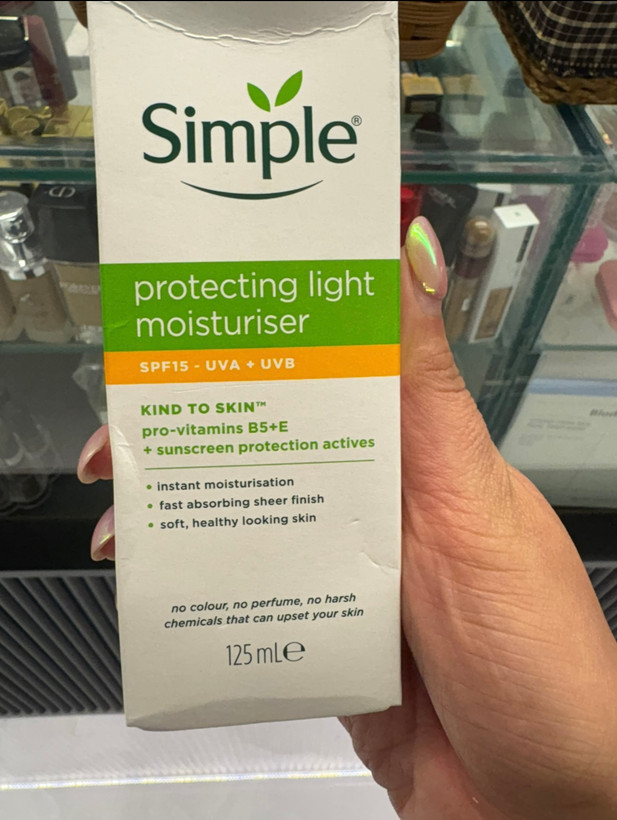 Simple®
protecting light
moisturiser
SPF15 - UVA + UVB
KIND TO SKIN™
pro-vitamins B5+E
+ sunscreen protection actives
• instant moisturisation
• fast absorbing sheer finish
• soft, healthy looking skin
no colour, no perfume, no harsh
chemicals that can upset your skin
125 mL℮